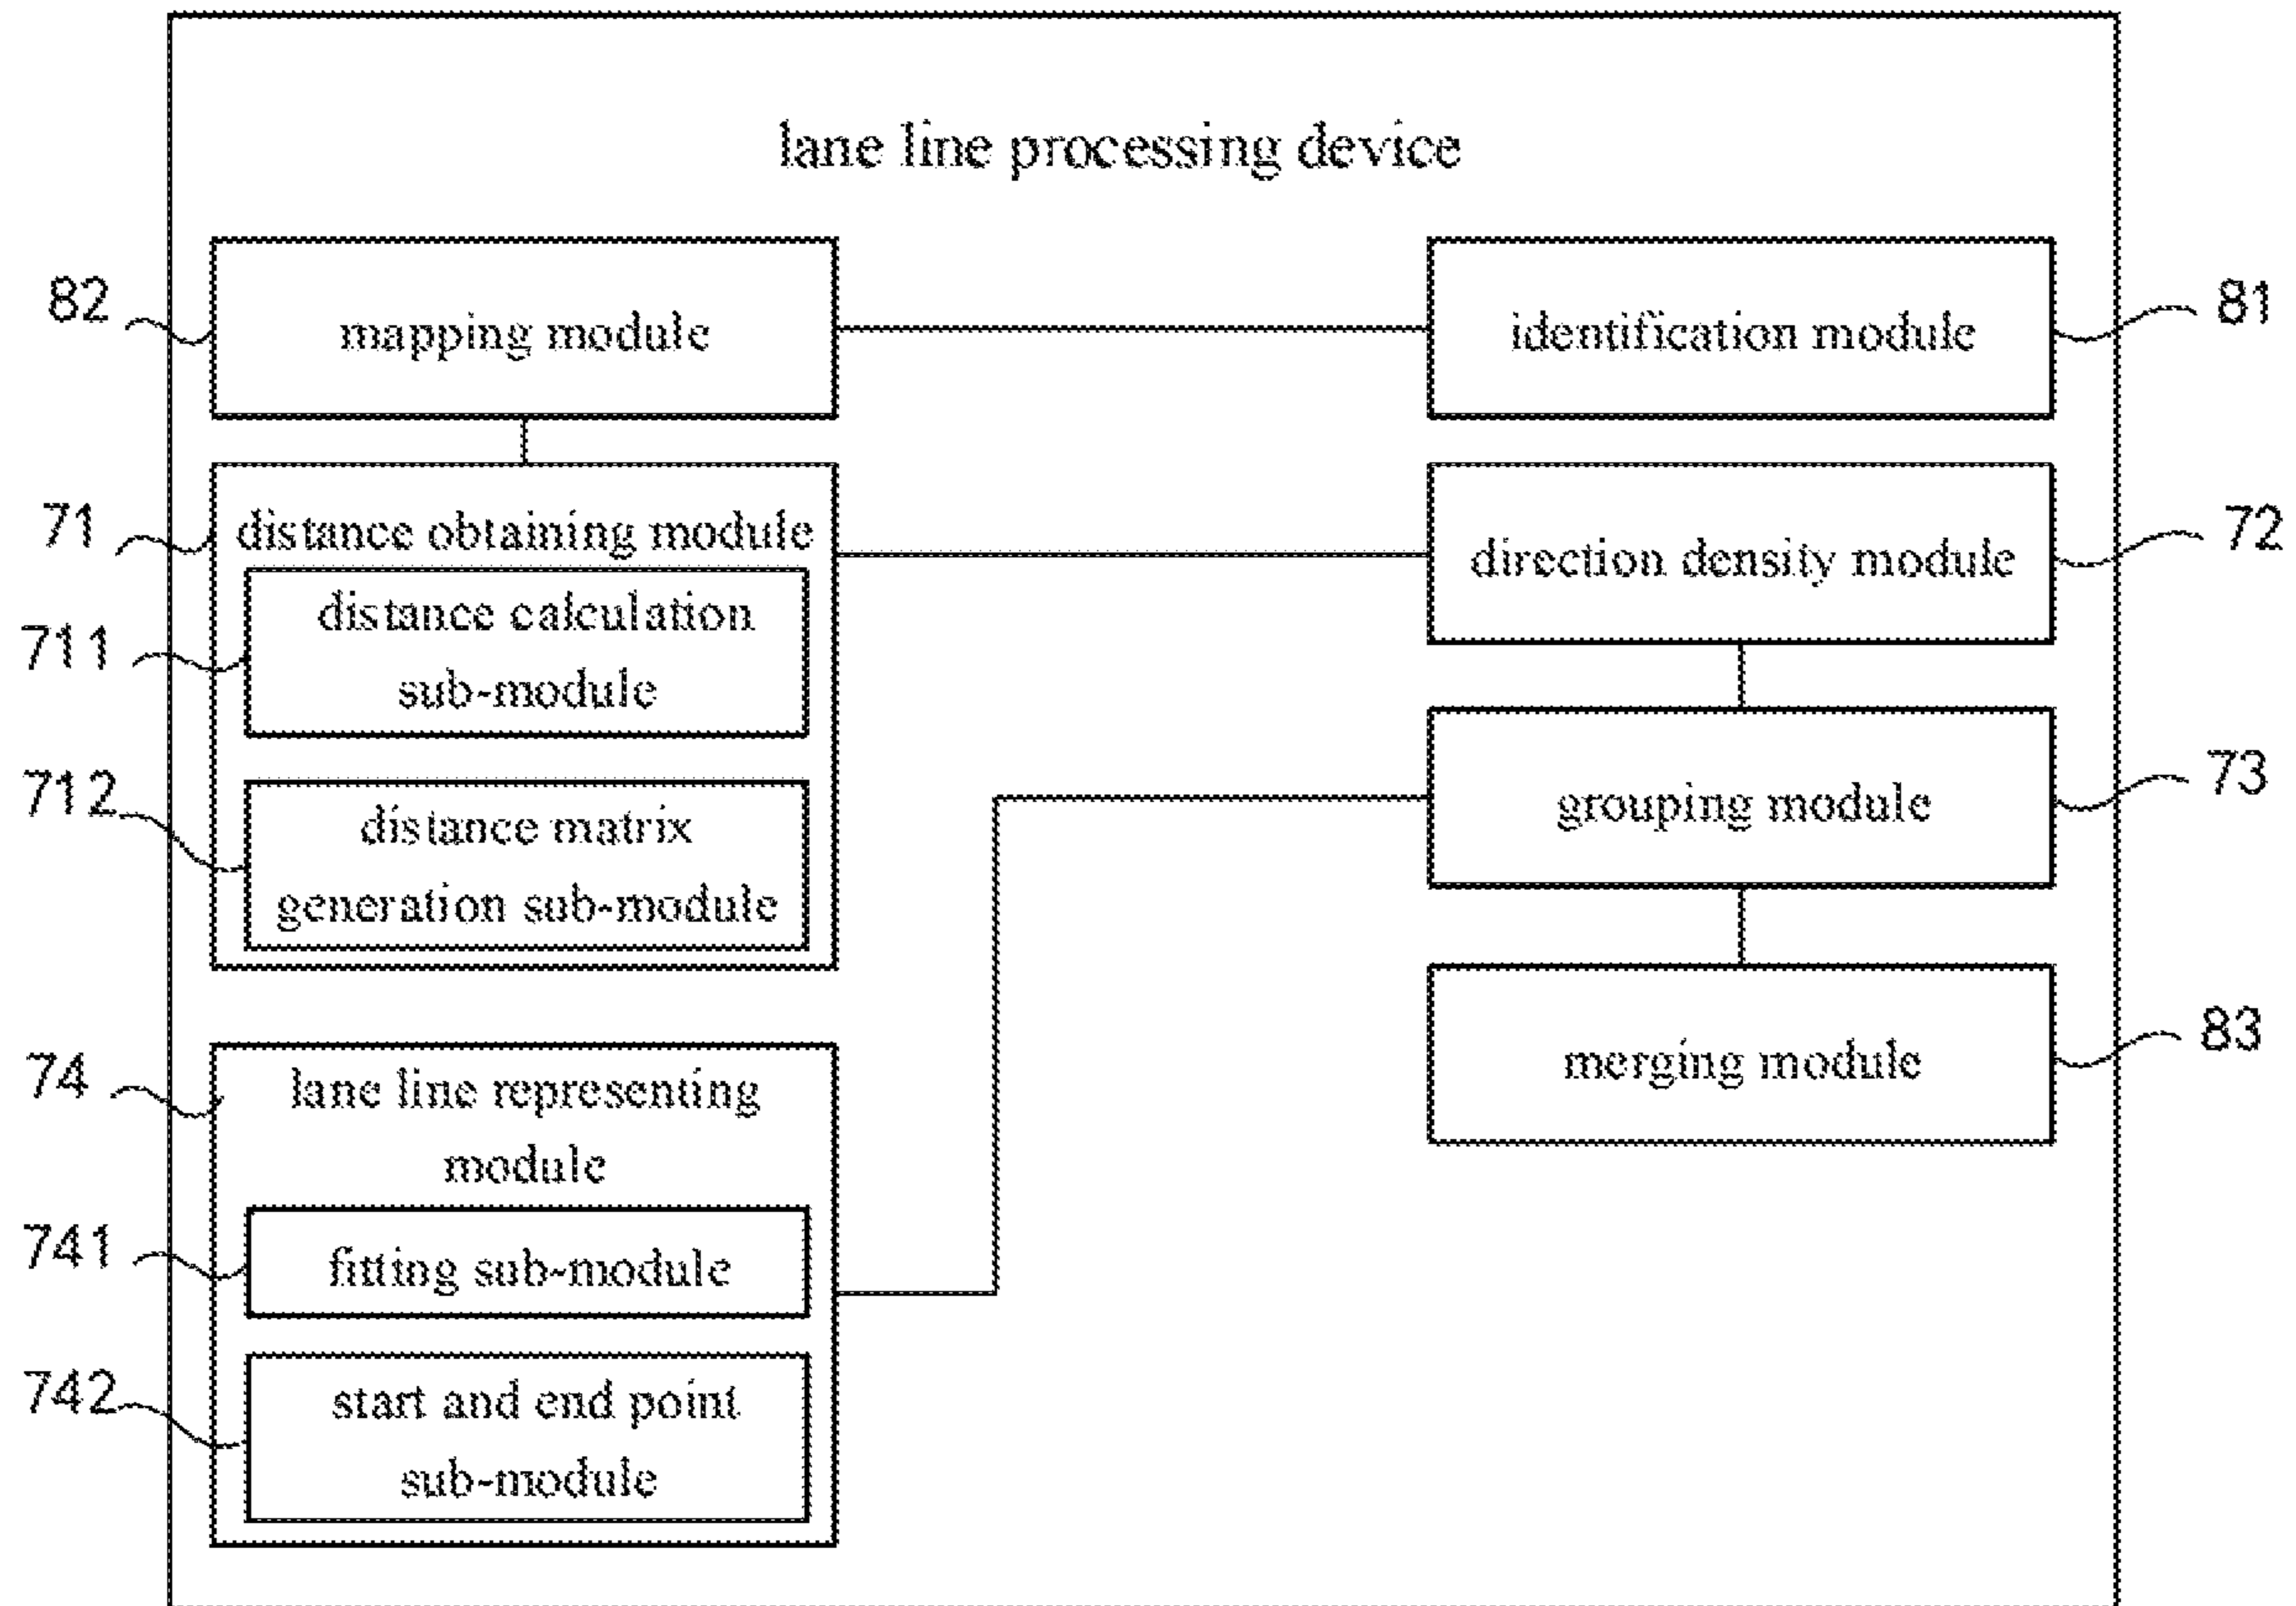 lane line processing device
82
mapping module
identification module
81
71
distance obtaining module
direction density module
72
711
distance calculation
sub-module
712
distance matrix
generation sub-module
grouping module
73
74
lane line representing
module
merging module
83
741
fitting sub-module
742
start and end point
sub-module